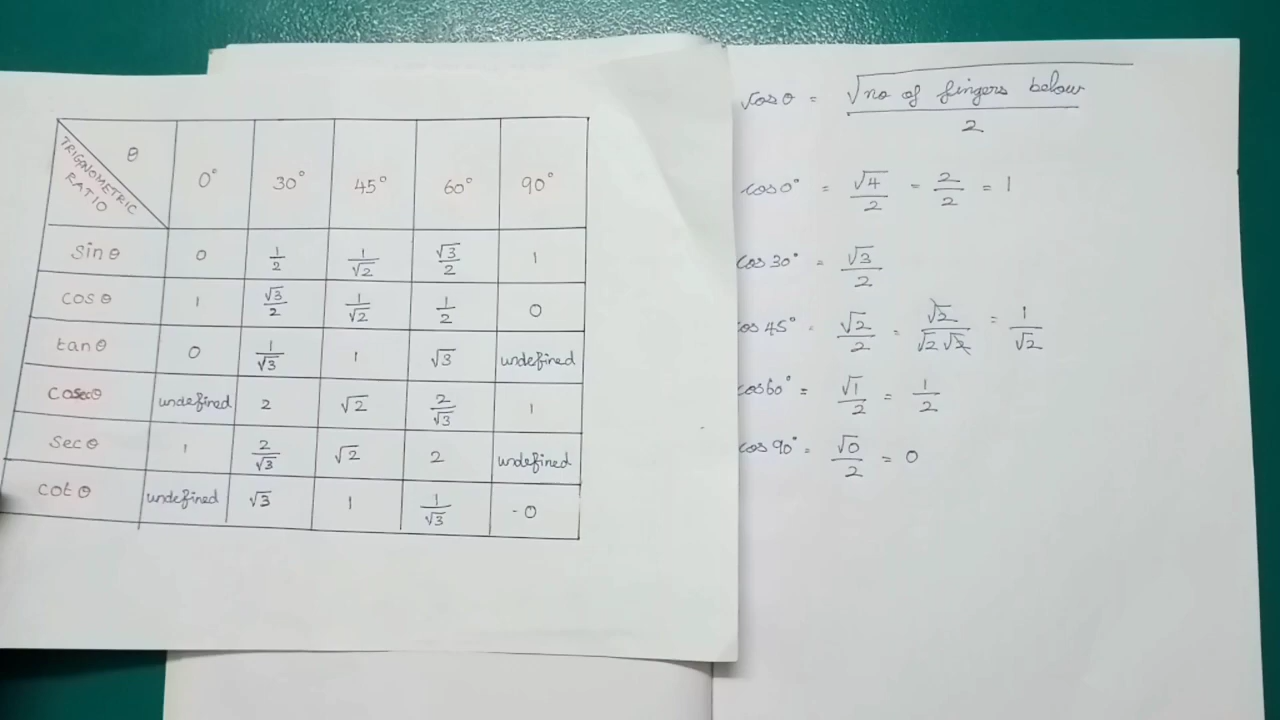 θ
TRIGONOMETRIC
RATIO
0° 30° 45° 60° 90°
sin θ 0 1/2 1/√2 √3/2 1
cos θ 1 √3/2 1/√2 1/2 0
tan θ 0 1/√3 1 √3 undefined
cosec θ undefined 2 √2 2/√3 1
sec θ 1 2/√3 √2 2 undefined
cot θ undefined √3 1 1/√3 0
cos θ = √no of fingers below / 2
cos 0° = √4/2 = 2/2 = 1
cos 30° = √3/2
cos 45° = √2/2 = √2/√2√2 = 1/√2
cos 60° = √1/2 = 1/2
cos 90° = √0/2 = 0